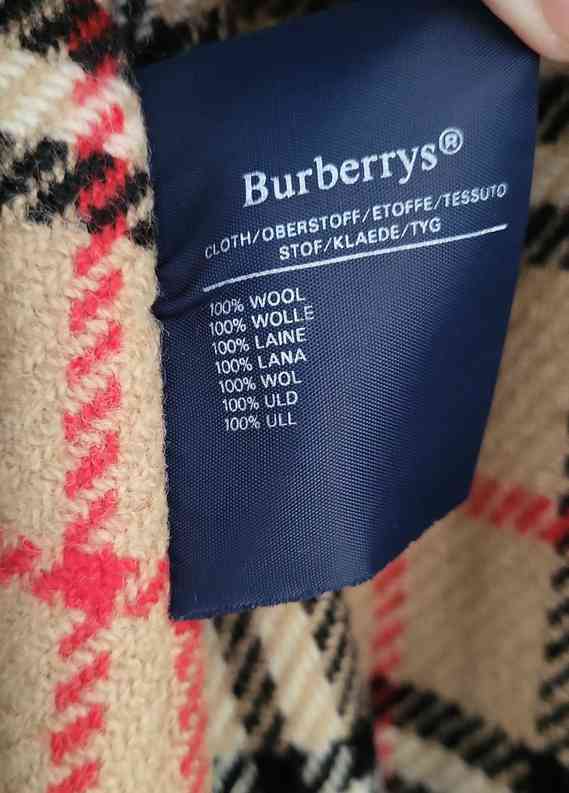 Burberrys®
CLOTH/OBERSTOFF/ETOFFE/TESSUTO
STOF/KLAEDE/TYG
100% WOOL
100% WOLLE
100% LAINE
100% LANA
100% WOL
100% ULD
100% ULL